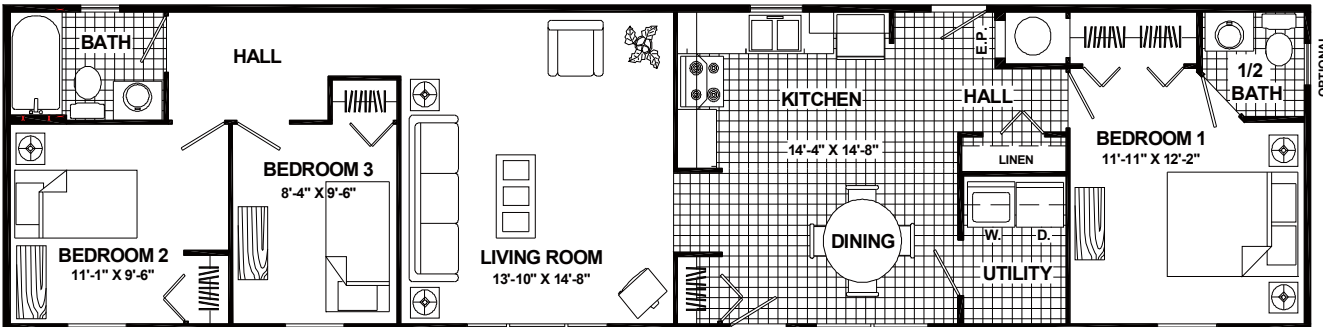 BATH
HALL
BEDROOM 3
8'-4" X 9'-6"
BEDROOM 2
11'-1" X 9'-6"
LIVING ROOM
13'-10" X 14'-8"
KITCHEN
14'-4" X 14'-8"
DINING
E.P.
HALL
LINEN
W. D.
UTILITY
BEDROOM 1
11'-11" X 12'-2"
1/2
BATH
OPTIONAL